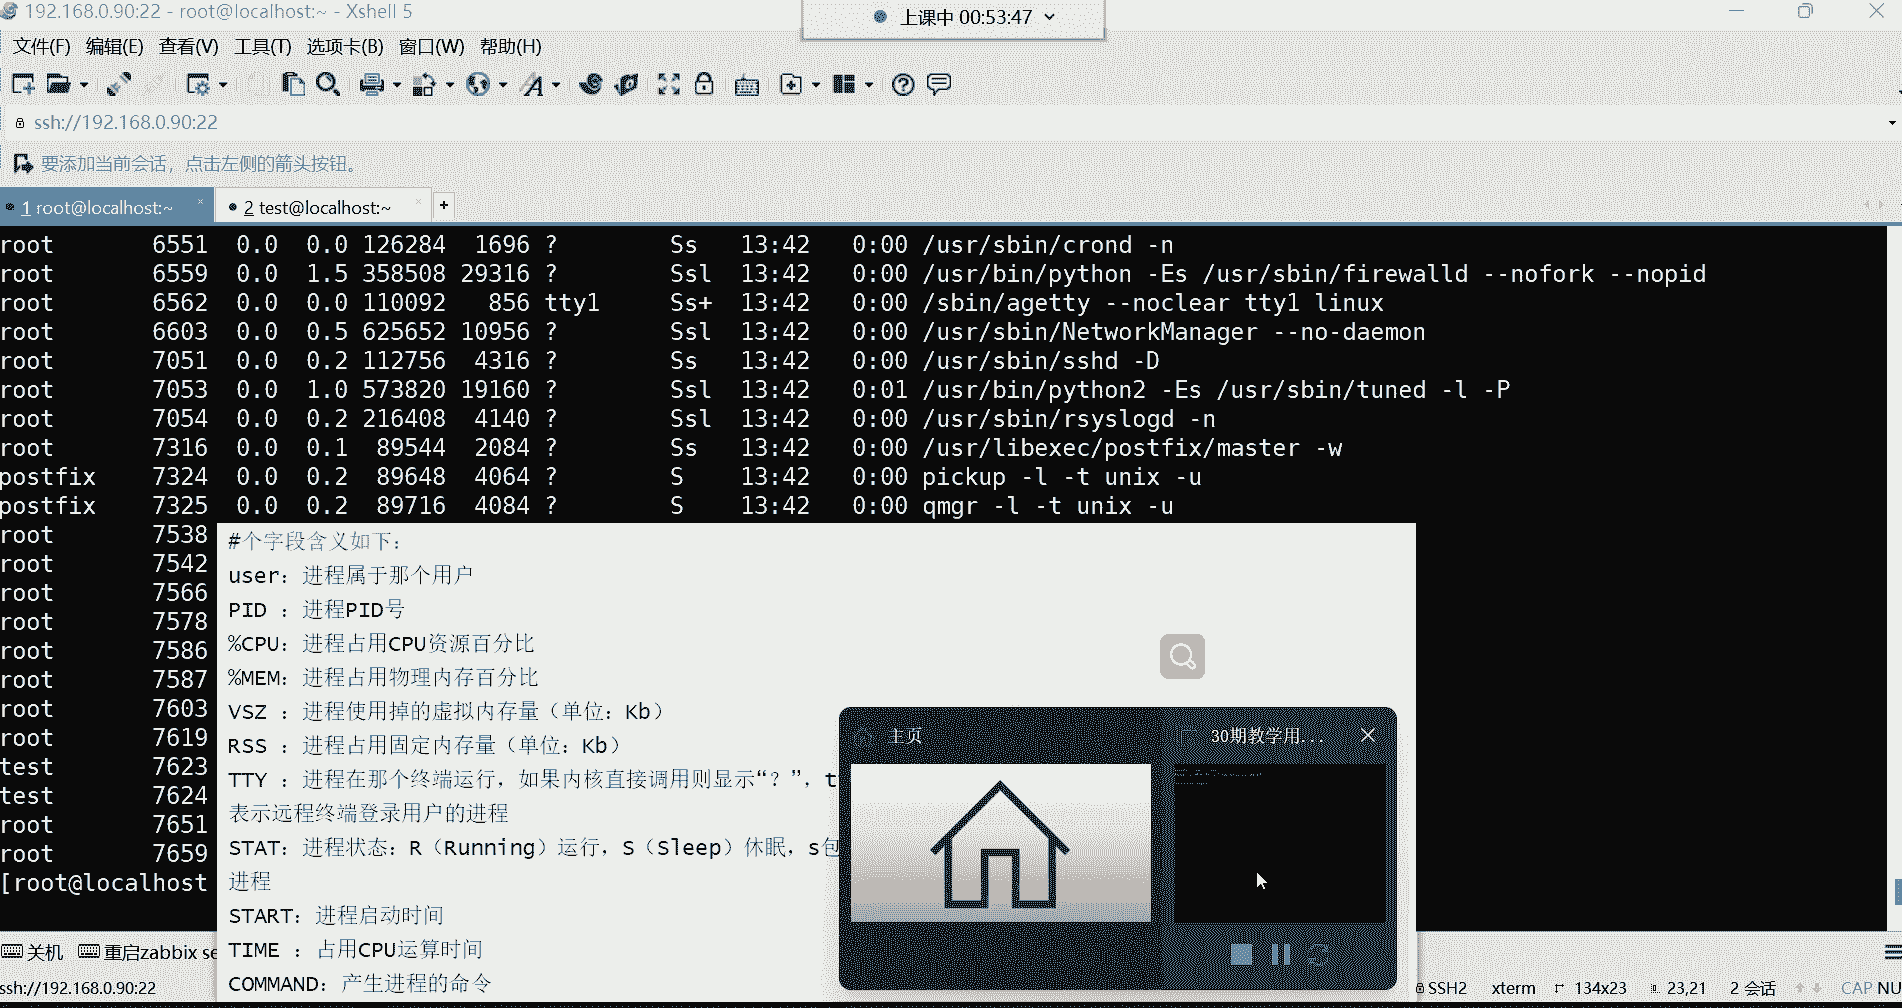 192.168.0.90:22 - root@localhost:~ - Xshell 5
上课中 00:53:47
文件(F) 编辑(E) 查看(V) 工具(T) 选项卡(B) 窗口(W) 帮助(H)
ssh://192.168.0.90:22
要添加当前会话，点击左侧的箭头按钮。
1 root@localhost:~ × 2 test@localhost:~ × +
root 6551 0.0 0.0 126284 1696 ? Ss 13:42 0:00 /usr/sbin/crond -n
root 6559 0.0 1.5 358508 29316 ? Ssl 13:42 0:00 /usr/bin/python -Es /usr/sbin/firewalld --nofork --nopid
root 6562 0.0 0.0 110092 856 tty1 Ss+ 13:42 0:00 /sbin/agetty --noclear tty1 linux
root 6603 0.0 0.5 625652 10956 ? Ssl 13:42 0:00 /usr/sbin/NetworkManager --no-daemon
root 7051 0.0 0.2 112756 4316 ? Ss 13:42 0:00 /usr/sbin/sshd -D
root 7053 0.0 1.0 573820 19160 ? Ssl 13:42 0:01 /usr/bin/python2 -Es /usr/sbin/tuned -l -P
root 7054 0.0 0.2 216408 4140 ? Ssl 13:42 0:00 /usr/sbin/rsyslogd -n
root 7316 0.0 0.1 89544 2084 ? Ss 13:42 0:00 /usr/libexec/postfix/master -w
postfix 7324 0.0 0.2 89648 4064 ? S 13:42 0:00 pickup -l -t unix -u
postfix 7325 0.0 0.2 89716 4084 ? S 13:42 0:00 qmgr -l -t unix -u
root 7538
root 7542
root 7566
root 7578
root 7586
root 7587
root 7603
root 7619
test 7623
test 7624
root 7651
root 7659
[root@localhost
#个字段含义如下：
user：进程属于那个用户
PID ：进程PID号
%CPU：进程占用CPU资源百分比
%MEM：进程占用物理内存百分比
VSZ ：进程使用掉的虚拟内存量（单位：Kb）
RSS ：进程占用固定内存量（单位：Kb）
TTY ：进程在那个终端运行，如果内核直接调用则显示“？”，t
表示远程终端登录用户的进程
STAT：进程状态：R（Running）运行，S（Sleep）休眠，s包
进程
START：进程启动时间
TIME ：占用CPU运算时间
COMMAND：产生进程的命令
主页
30期教学用...
关机 重启zabbix se
ssh://192.168.0.90:22
SSH2 xterm 134x23 23,21 2 会话 CAP NU